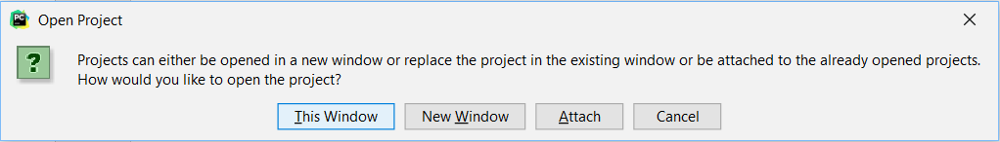 PC
Open Project
Projects can either be opened in a new window or replace the project in the existing window or be attached to the already opened projects.
How would you like to open the project?
?
This Window
New Window
Attach
Cancel